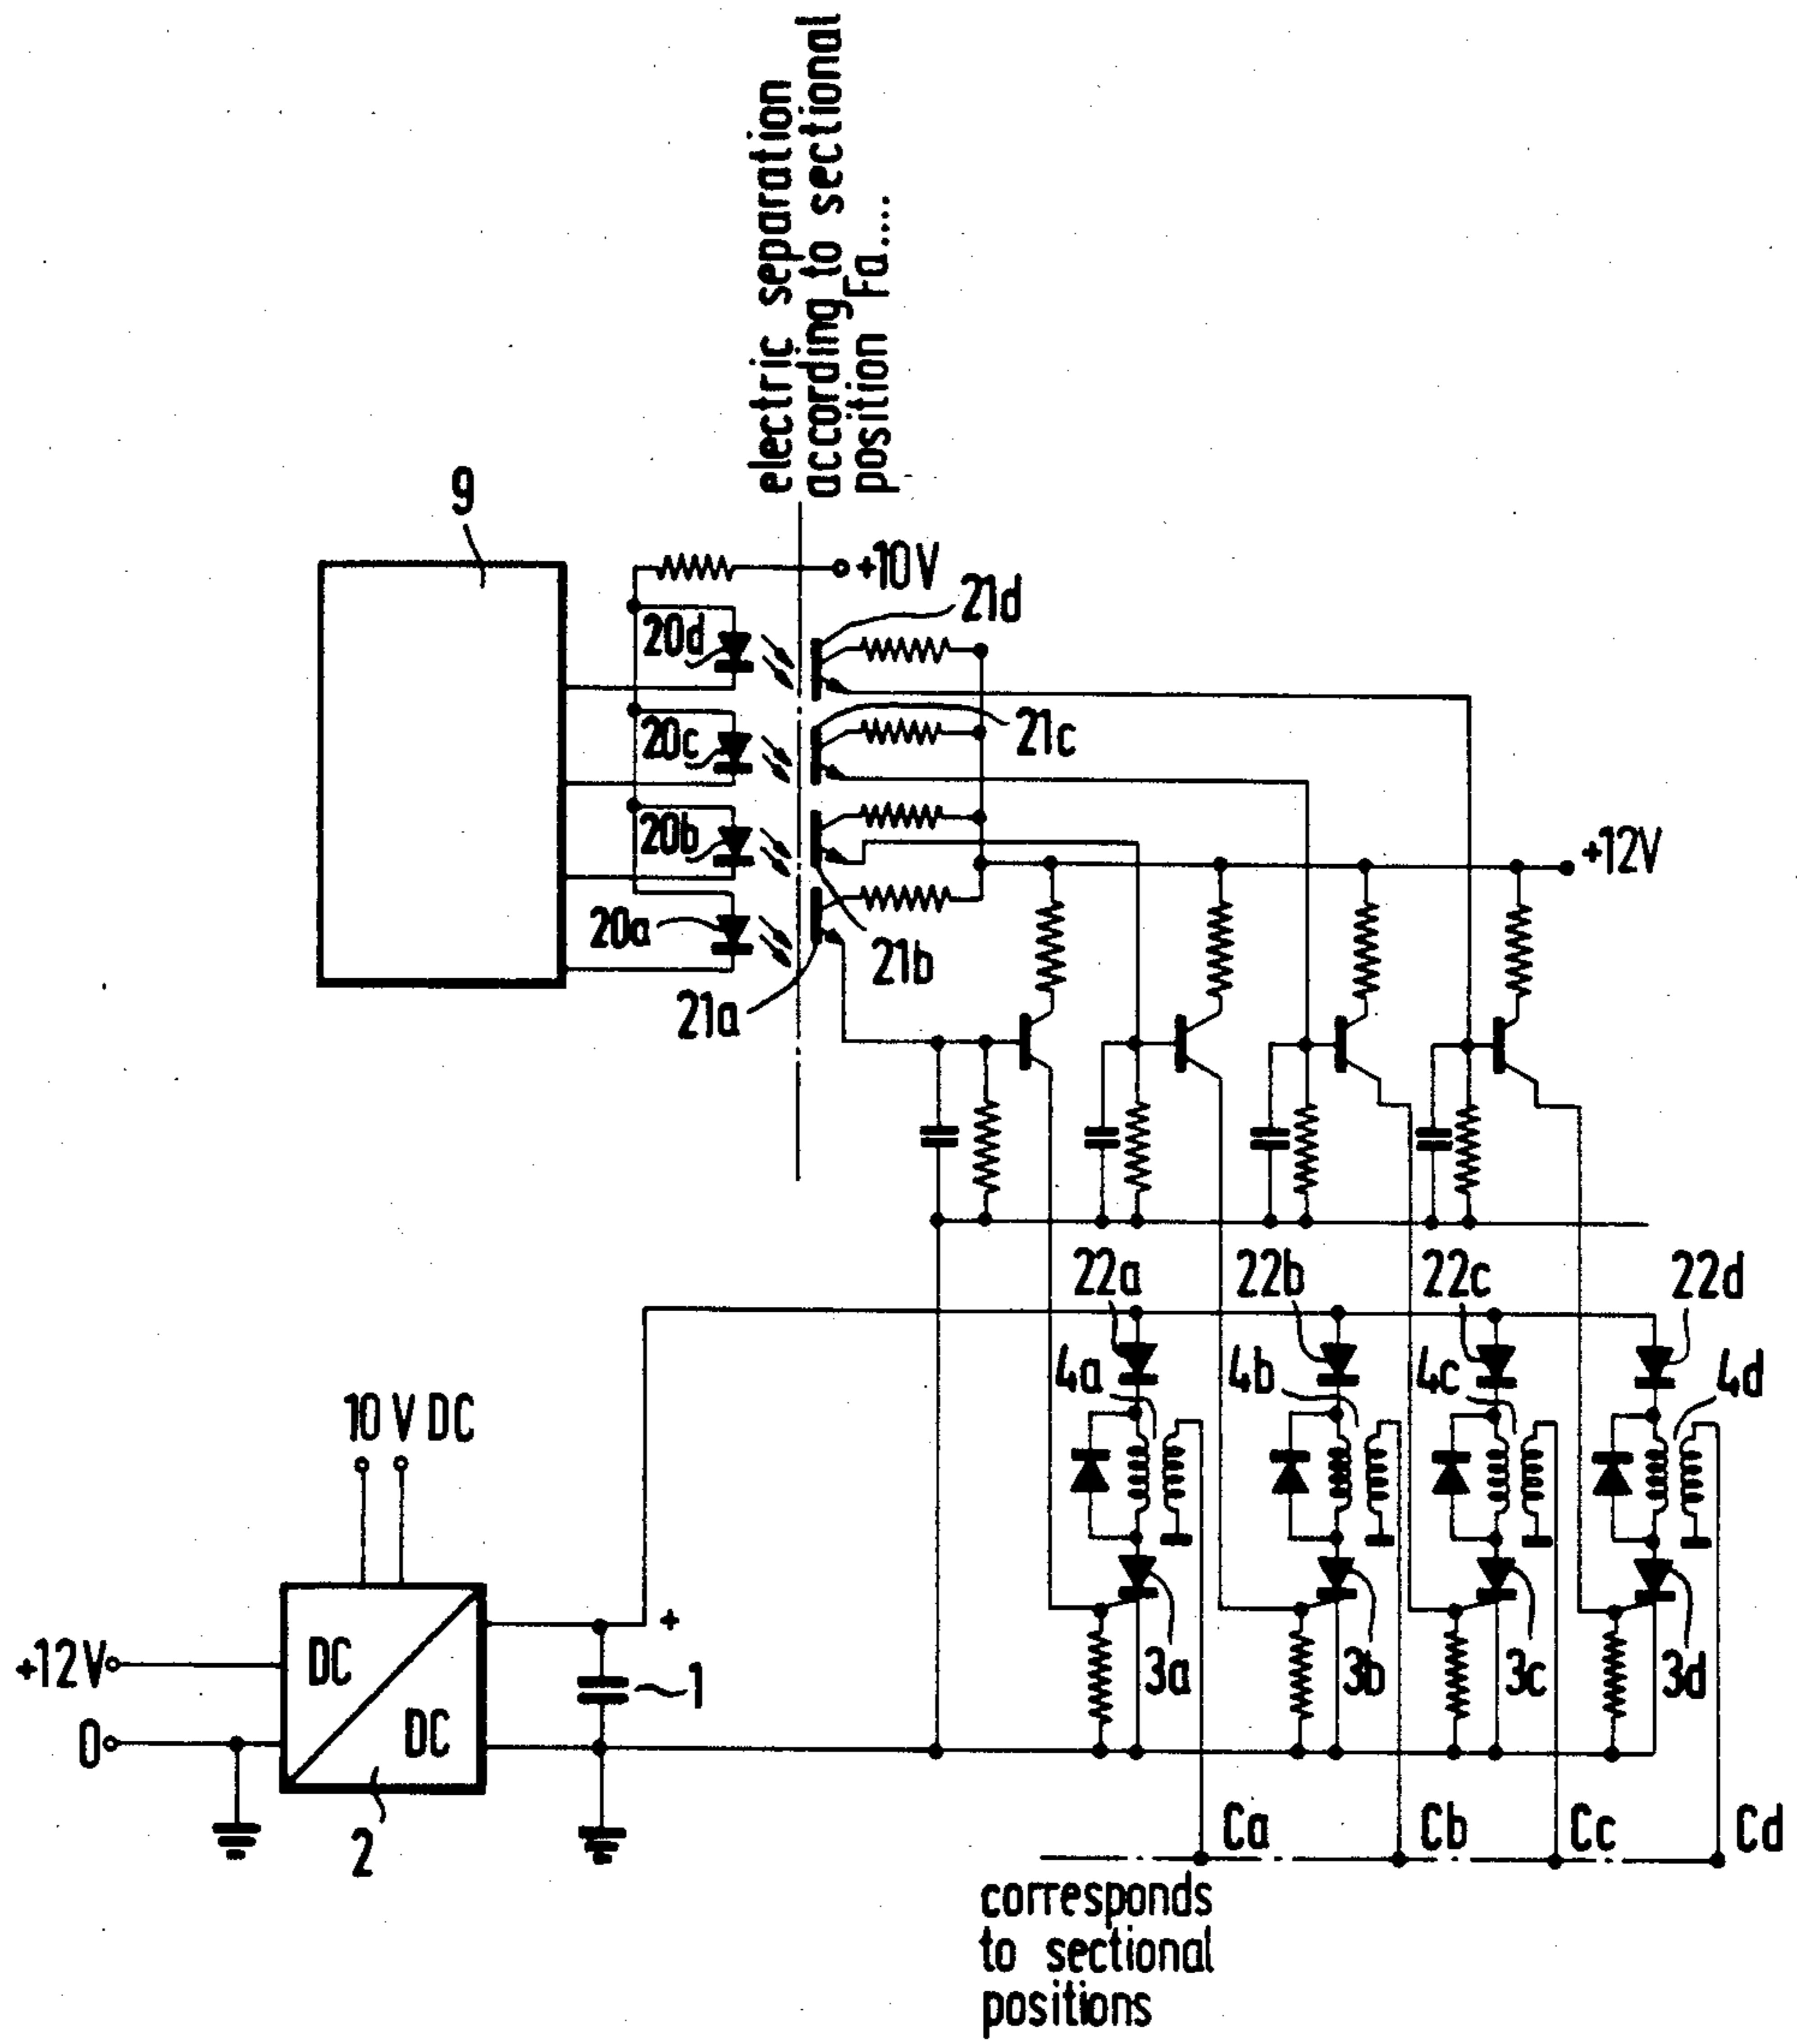 electric separation
according to sectional
position Fa....
9
+10V
21d
20d
21c
20c
20b
+12V
20a
21b
21a
22a
22b
22c
22d
4a
4b
4c
4d
10 V DC
+
+12V
DC
1
3a
3b
3c
3d
0
DC
2
Ca
Cb
Cc
Cd
corresponds
to sectional
positions